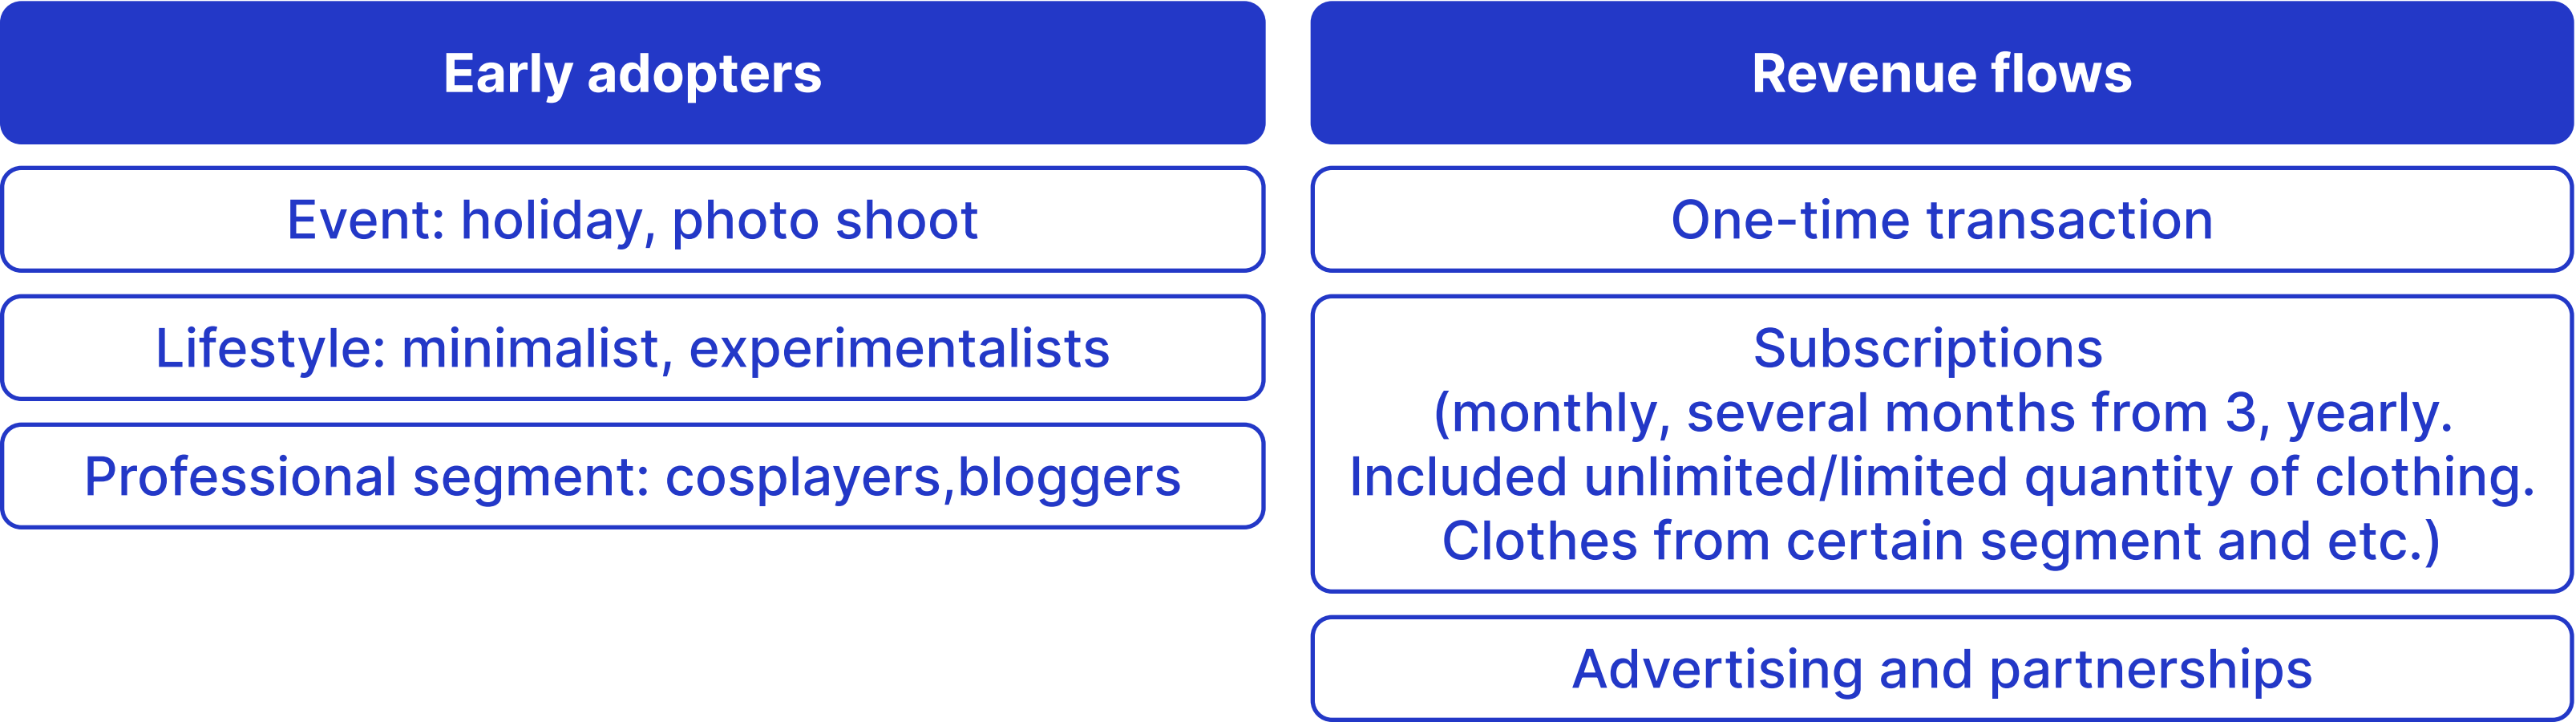 Early adopters
Event: holiday, photo shoot
Lifestyle: minimalist, experimentalists
Professional segment: cosplayers,bloggers
Revenue flows
One-time transaction
Subscriptions
(monthly, several months from 3, yearly.
Included unlimited/limited quantity of clothing.
Clothes from certain segment and etc.)
Advertising and partnerships